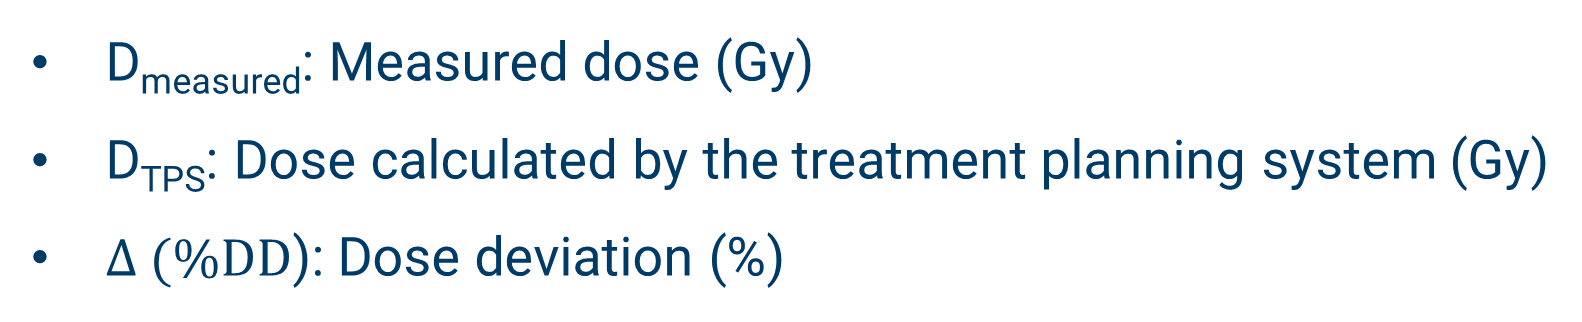 • D_measured: Measured dose (Gy)
• D_TPS: Dose calculated by the treatment planning system (Gy)
• Δ (%DD): Dose deviation (%)